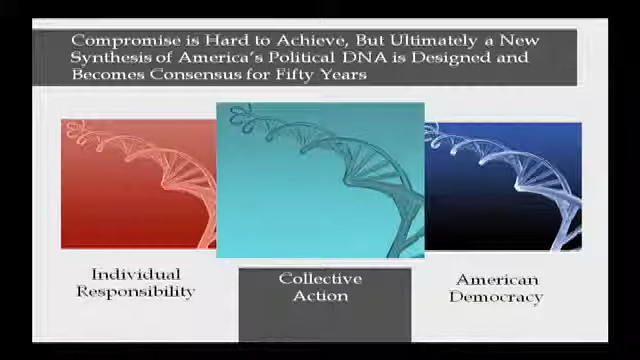 Compromise is Hard to Achieve, But Ultimately a New
Synthesis of America's Political DNA is Designed and
Becomes Consensus for Fifty Years
Individual
Responsibility
Collective
Action
American
Democracy